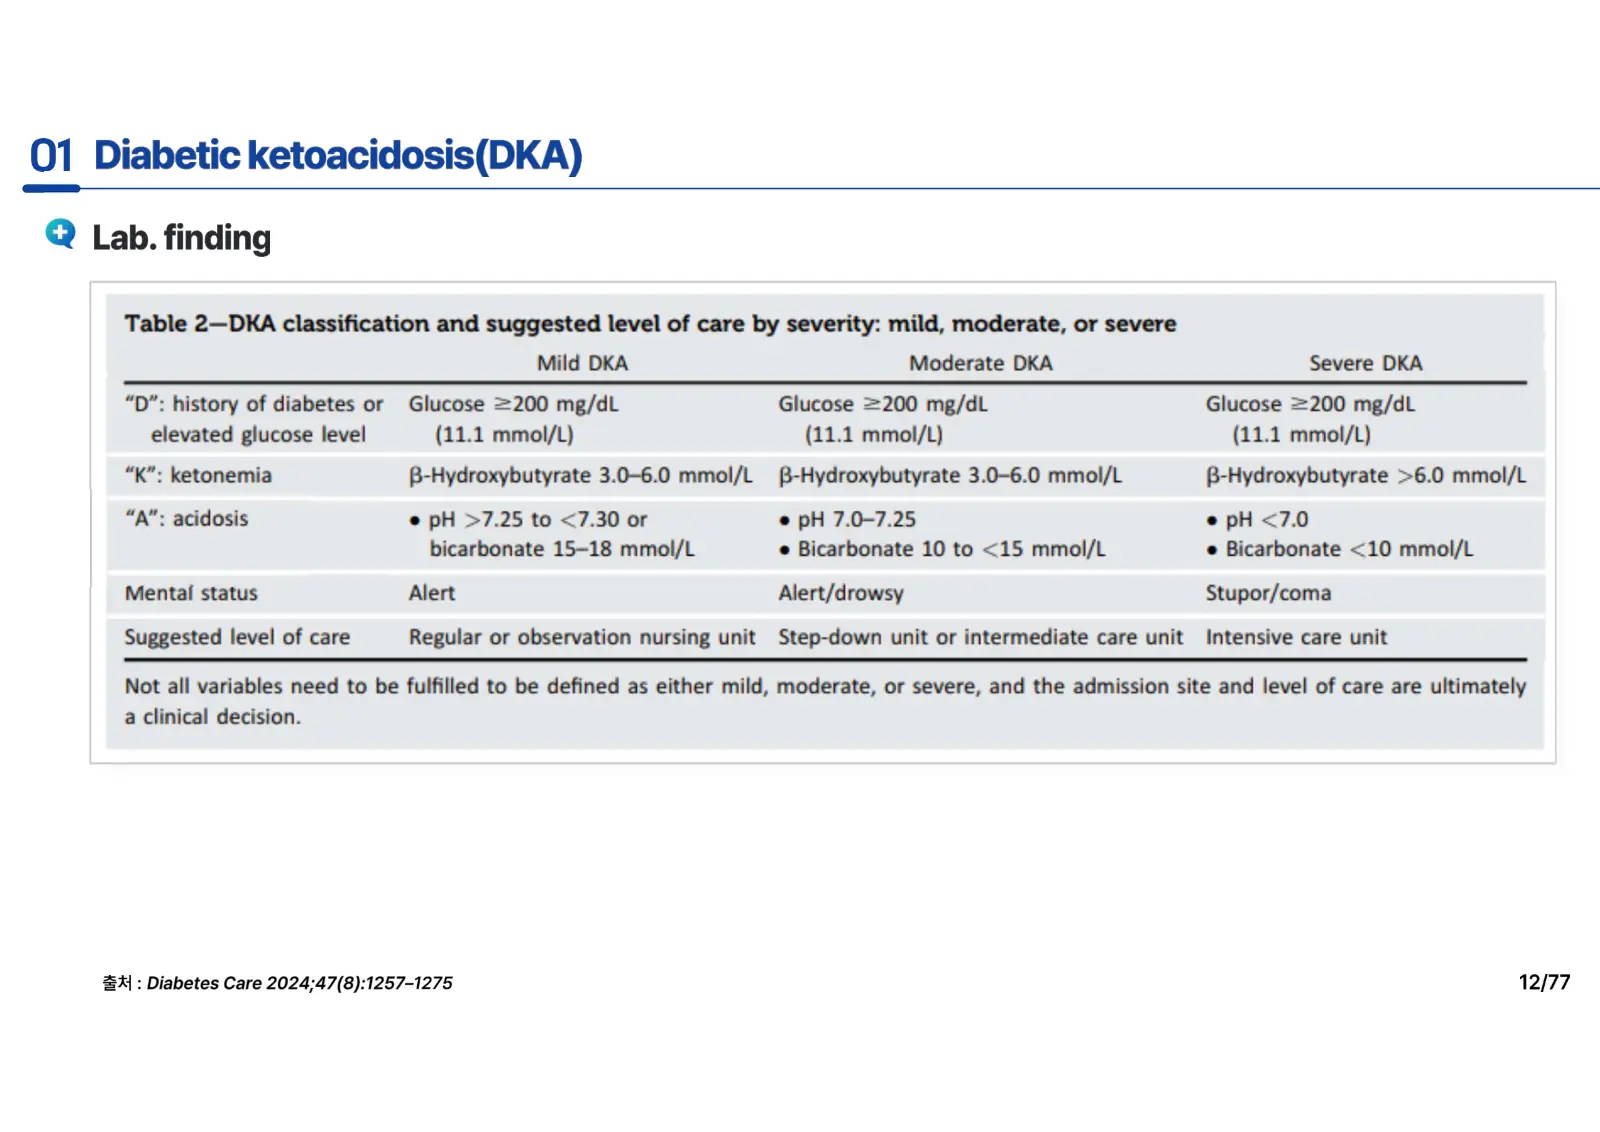 01 Diabetic ketoacidosis(DKA)
Lab. finding
Table 2—DKA classification and suggested level of care by severity: mild, moderate, or severe
Mild DKA Moderate DKA Severe DKA
“D”: history of diabetes or Glucose ≥200 mg/dL Glucose ≥200 mg/dL Glucose ≥200 mg/dL
elevated glucose level (11.1 mmol/L) (11.1 mmol/L) (11.1 mmol/L)
“K”: ketonemia β-Hydroxybutyrate 3.0–6.0 mmol/L β-Hydroxybutyrate 3.0–6.0 mmol/L β-Hydroxybutyrate >6.0 mmol/L
“A”: acidosis • pH >7.25 to <7.30 or • pH 7.0–7.25 • pH <7.0
bicarbonate 15–18 mmol/L • Bicarbonate 10 to <15 mmol/L • Bicarbonate <10 mmol/L
Mental status Alert Alert/drowsy Stupor/coma
Suggested level of care Regular or observation nursing unit Step-down unit or intermediate care unit Intensive care unit
Not all variables need to be fulfilled to be defined as either mild, moderate, or severe, and the admission site and level of care are ultimately
a clinical decision.
출처 : Diabetes Care 2024;47(8):1257–1275
12/77